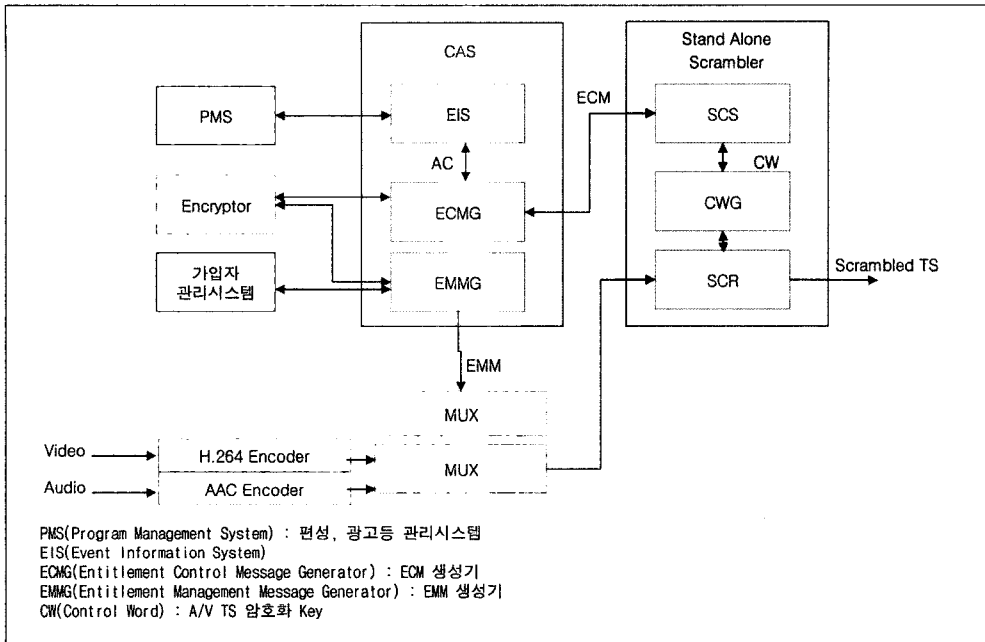 CAS
Stand Alone
Scrambler
PMS
EIS
ECM
SCS
AC
CW
Encryptor
ECMG
CWG
가입자
관리시스템
EMMG
SCR
Scrambled TS
EMM
MUX
Video
H.264 Encoder
MUX
Audio
AAC Encoder
PMS(Program Management System) : 편성, 광고등 관리시스템
EIS(Event Information System)
ECMG(Entitlement Control Message Generator) : ECM 생성기
EMMG(Entitlement Management Message Generator) : EMM 생성기
CW(Control Word) : A/V TS 암호화 Key